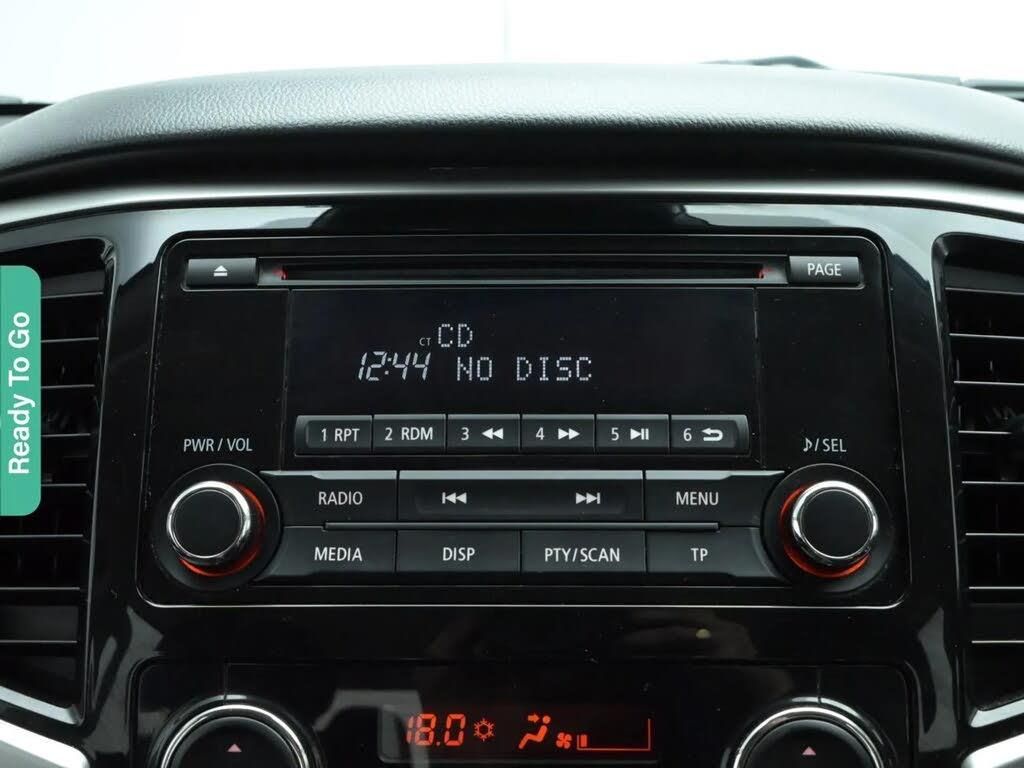 PAGE
CD
CT
12:44 NO DISC
1 RPT 2 RDM 3 4 5 6
PWR / VOL
♪/SEL
RADIO MENU
MEDIA DISP PTY/SCAN TP
18.0
Ready To Go